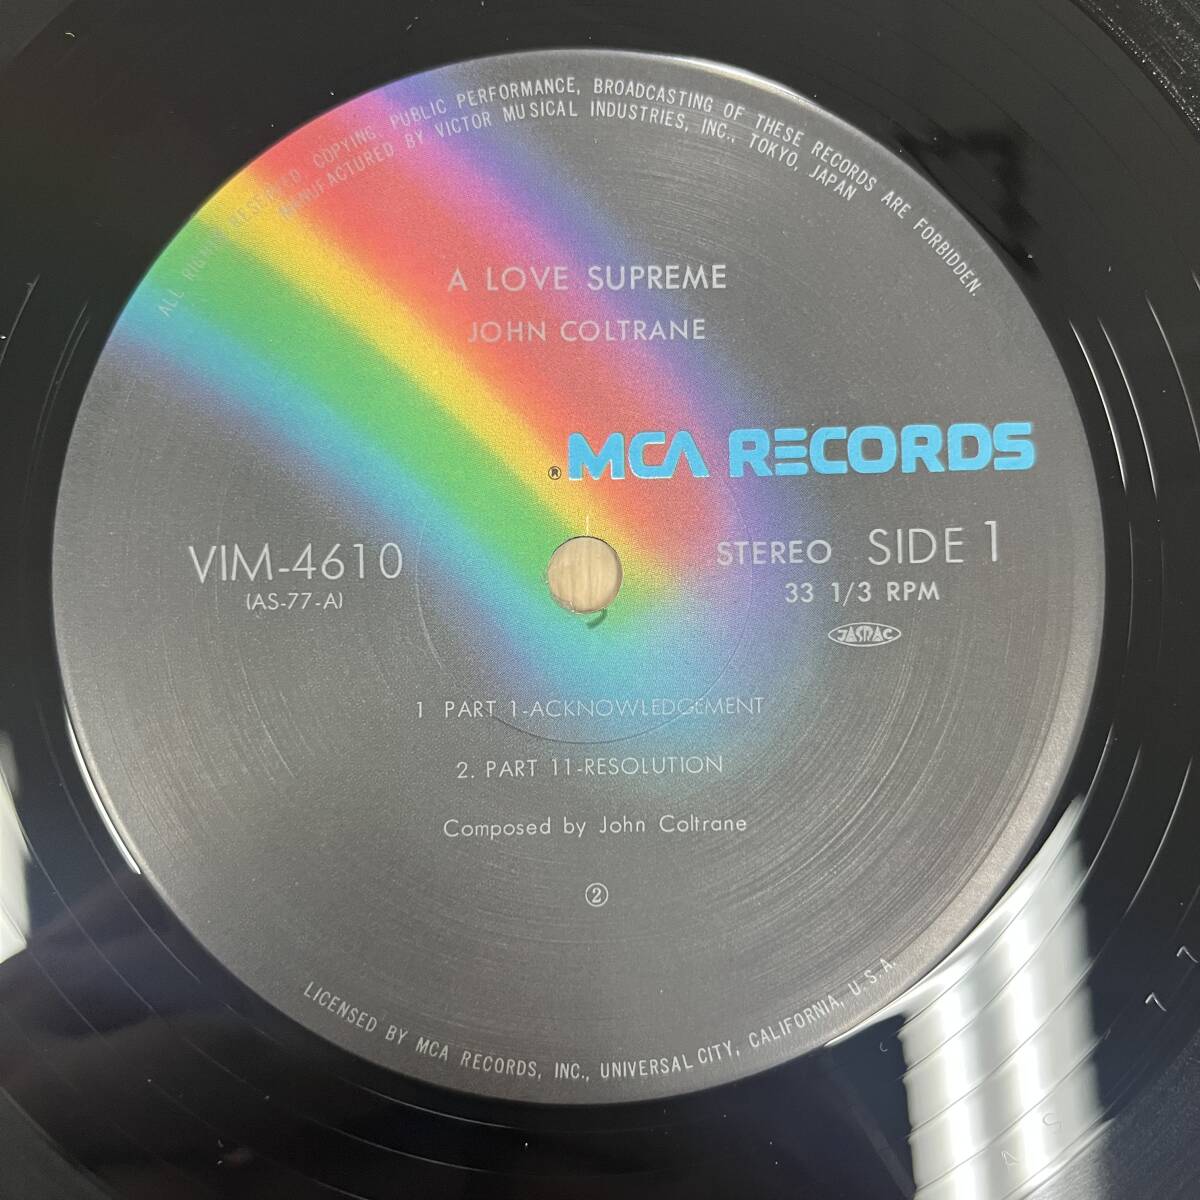 ALL RIGHTS RESERVED COPYING, PUBLIC PERFORMANCE, BROADCASTING OF THESE RECORDS ARE FORBIDDEN.
MANUFACTURED BY VICTOR MUSICAL INDUSTRIES, INC., TOKYO, JAPAN
A LOVE SUPREME
JOHN COLTRANE
® MCA RECORDS
VIM-4610
(AS-77-A)
STEREO SIDE 1
33 1/3 RPM
JASRAC
1 PART 1-ACKNOWLEDGEMENT
2. PART 11-RESOLUTION
Composed by John Coltrane
②
LICENSED BY MCA RECORDS, INC., UNIVERSAL CITY, CALIFORNIA, U.S.A.